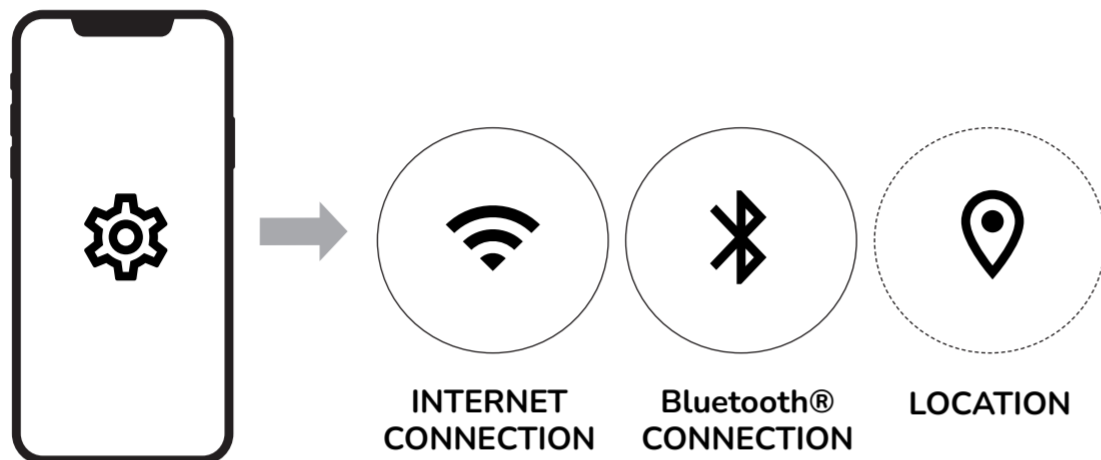 INTERNET
CONNECTION
Bluetooth®
CONNECTION
LOCATION